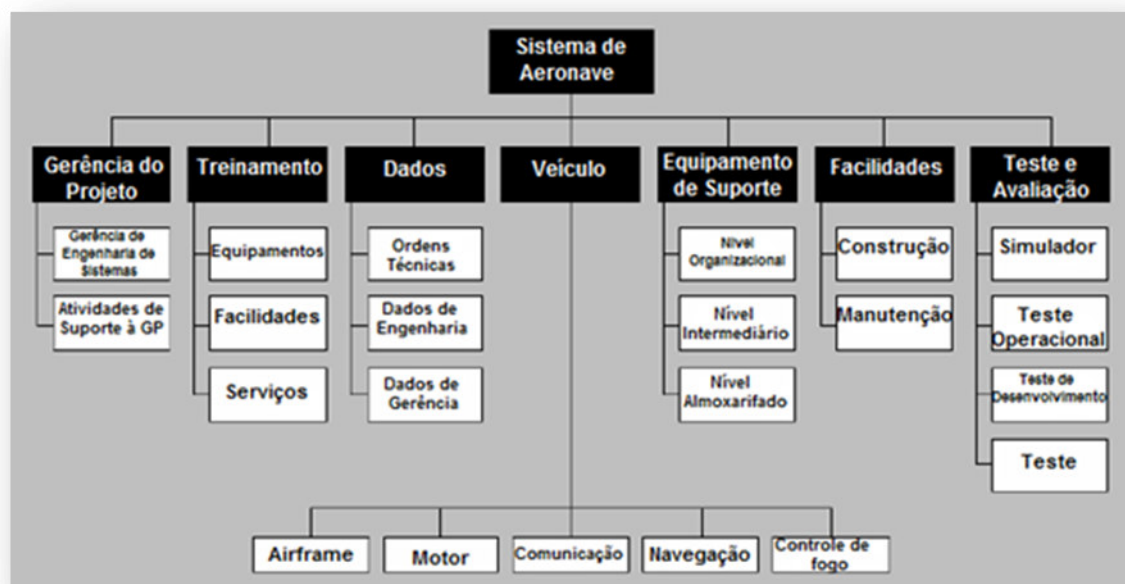 Sistema de
Aeronave
Gerência do
Projeto
Treinamento
Dados
Veículo
Equipamento
de Suporte
Facilidades
Teste e
Avaliação
Gerência de
Engenharia de
Sistemas
Atividades de
Suporte à GP
Equipamentos
Facilidades
Serviços
Ordens
Técnicas
Dados de
Engenharia
Dados de
Gerência
Nível
Organizacional
Nível
Intermediário
Nível
Almoxarifado
Construção
Manutenção
Simulador
Teste
Operacional
Teste de
Desenvolvimento
Teste
Airframe
Motor
Comunicação
Navegação
Controle de
fogo